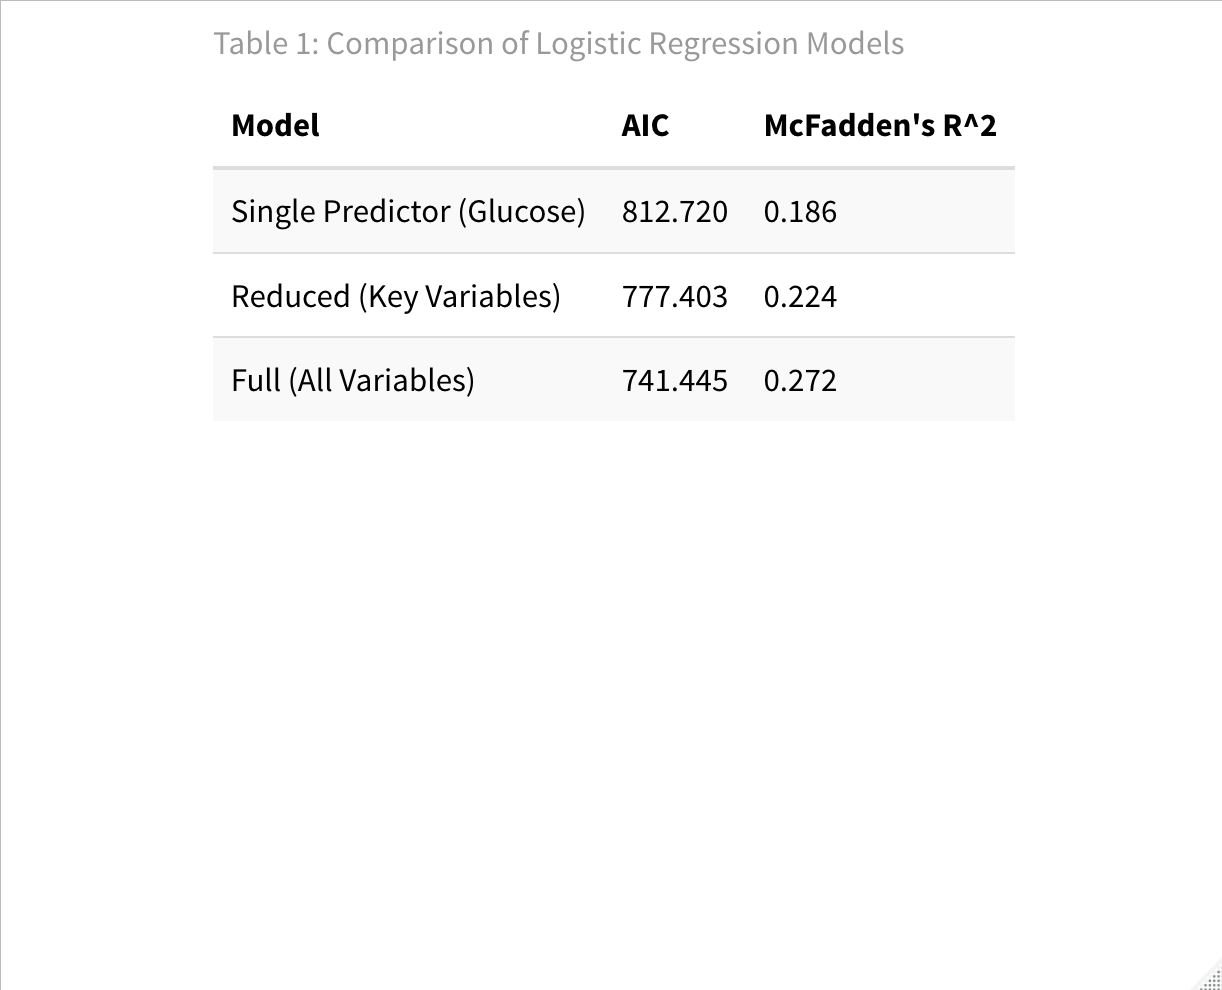 Table 1: Comparison of Logistic Regression Models
Model AIC McFadden's R^2
Single Predictor (Glucose) 812.720 0.186
Reduced (Key Variables) 777.403 0.224
Full (All Variables) 741.445 0.272